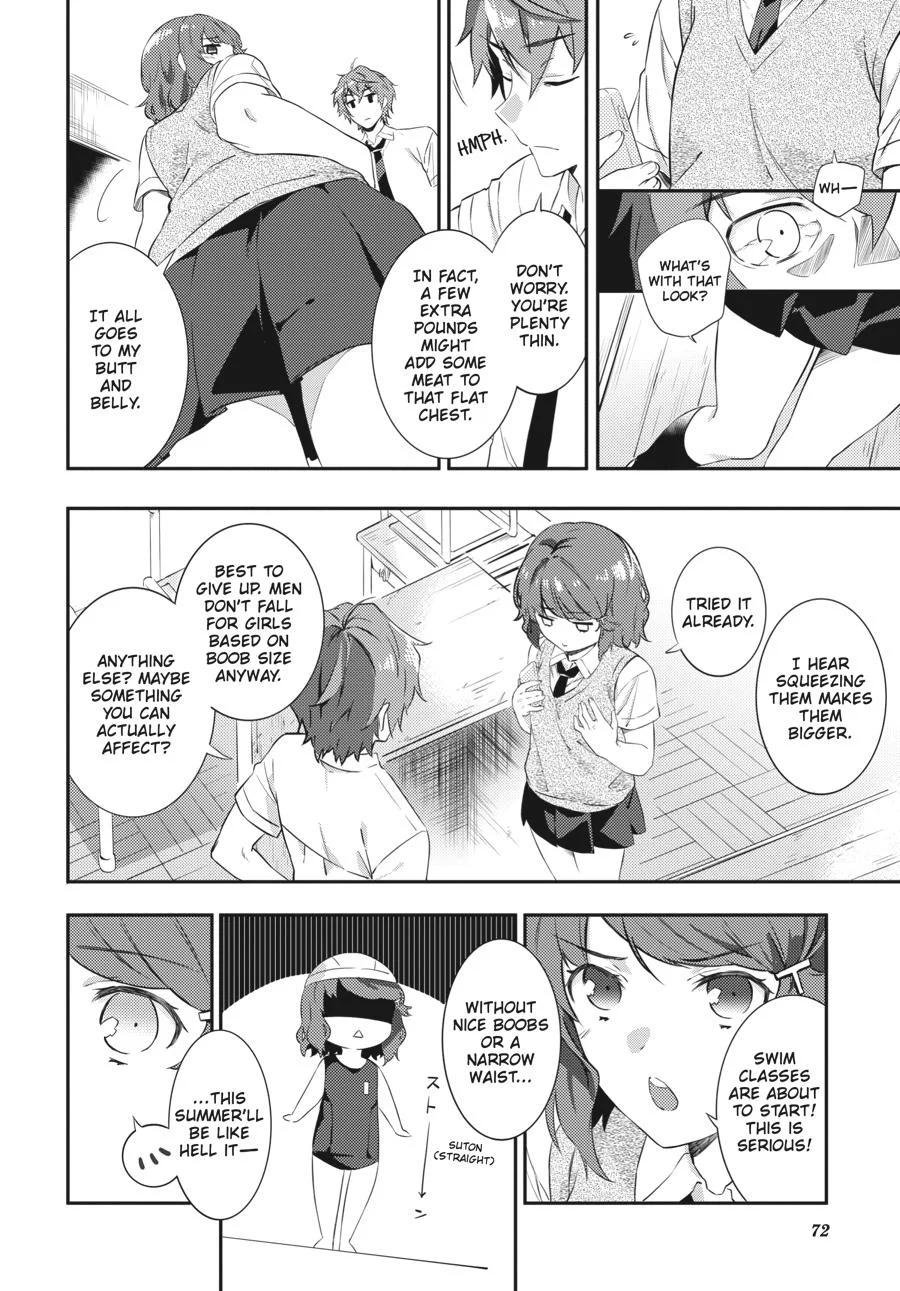 WH—
WHAT'S
WITH THAT
LOOK?
HMPH.
DON'T
WORRY.
YOU'RE
PLENTY
THIN.
IN FACT,
A FEW
EXTRA
POUNDS
MIGHT
ADD SOME
MEAT TO
THAT FLAT
CHEST.
IT ALL
GOES
TO MY
BUTT
AND
BELLY.
I HEAR
SQUEEZING
THEM MAKES
THEM
BIGGER.
TRIED IT
ALREADY.
BEST TO
GIVE UP. MEN
DON'T FALL
FOR GIRLS
BASED ON
BOOB SIZE
ANYWAY.
ANYTHING
ELSE? MAYBE
SOMETHING
YOU CAN
ACTUALLY
AFFECT?
SWIM
CLASSES
ARE ABOUT
TO START!
THIS IS
SERIOUS!
WITHOUT
NICE BOOBS
OR A
NARROW
WAIST...
ストン
SUTON
(STRAIGHT)
...THIS
SUMMER'LL
BE LIKE
HELL IT—
72